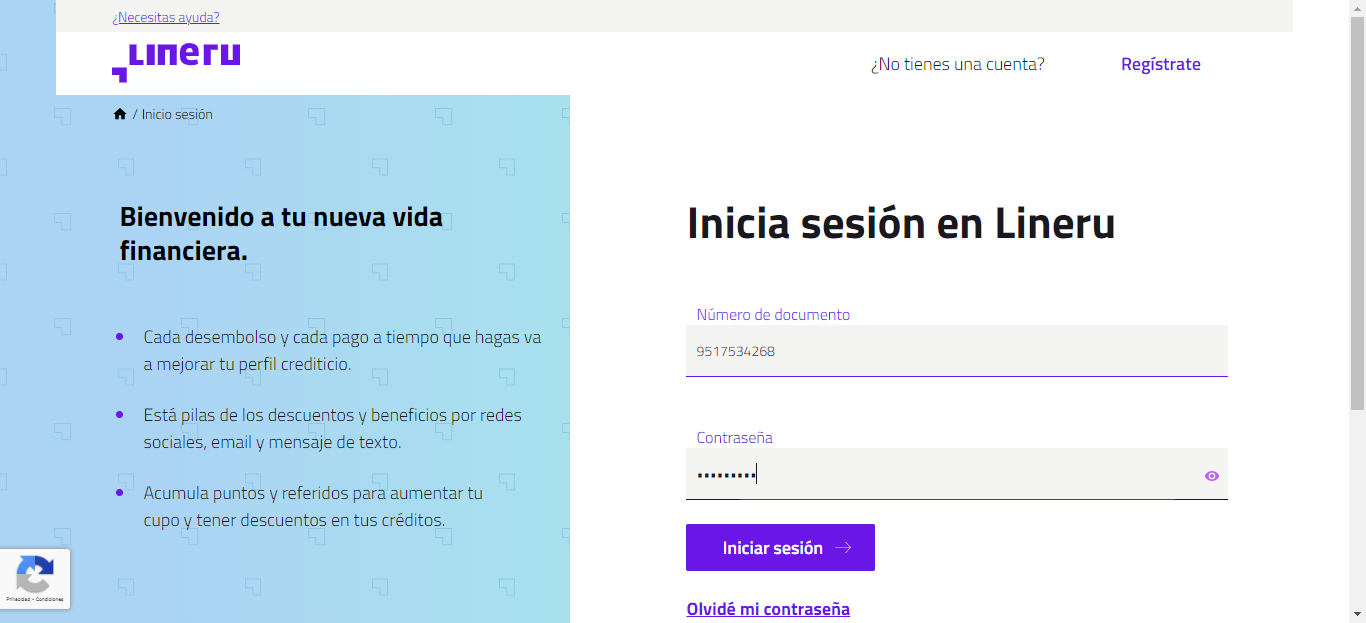 ¿Necesitas ayuda?
Lineru
¿No tienes una cuenta?
Regístrate
/ Inicio sesión
Bienvenido a tu nueva vida
financiera.
Cada desembolso y cada pago a tiempo que hagas va
a mejorar tu perfil crediticio.
Está pilas de los descuentos y beneficios por redes
sociales, email y mensaje de texto.
Acumula puntos y referidos para aumentar tu
cupo y tener descuentos en tus créditos.
Privacidad - Condiciones
Inicia sesión en Lineru
Número de documento
9517534268
Contraseña
•••••••••
Iniciar sesión
Olvidé mi contraseña